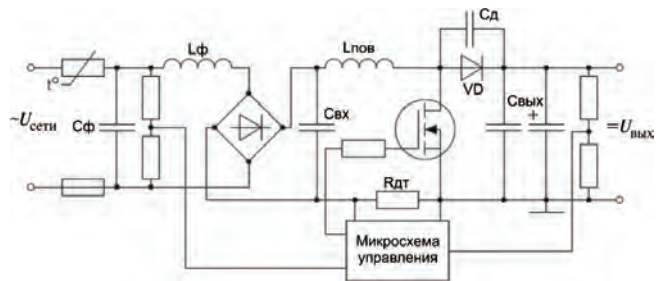 Cд
Lф
Lпов
t°
VD
Cвых
+
~Uсети
Cф
Cвх
=Uвых
Rдт
Микросхема
управления